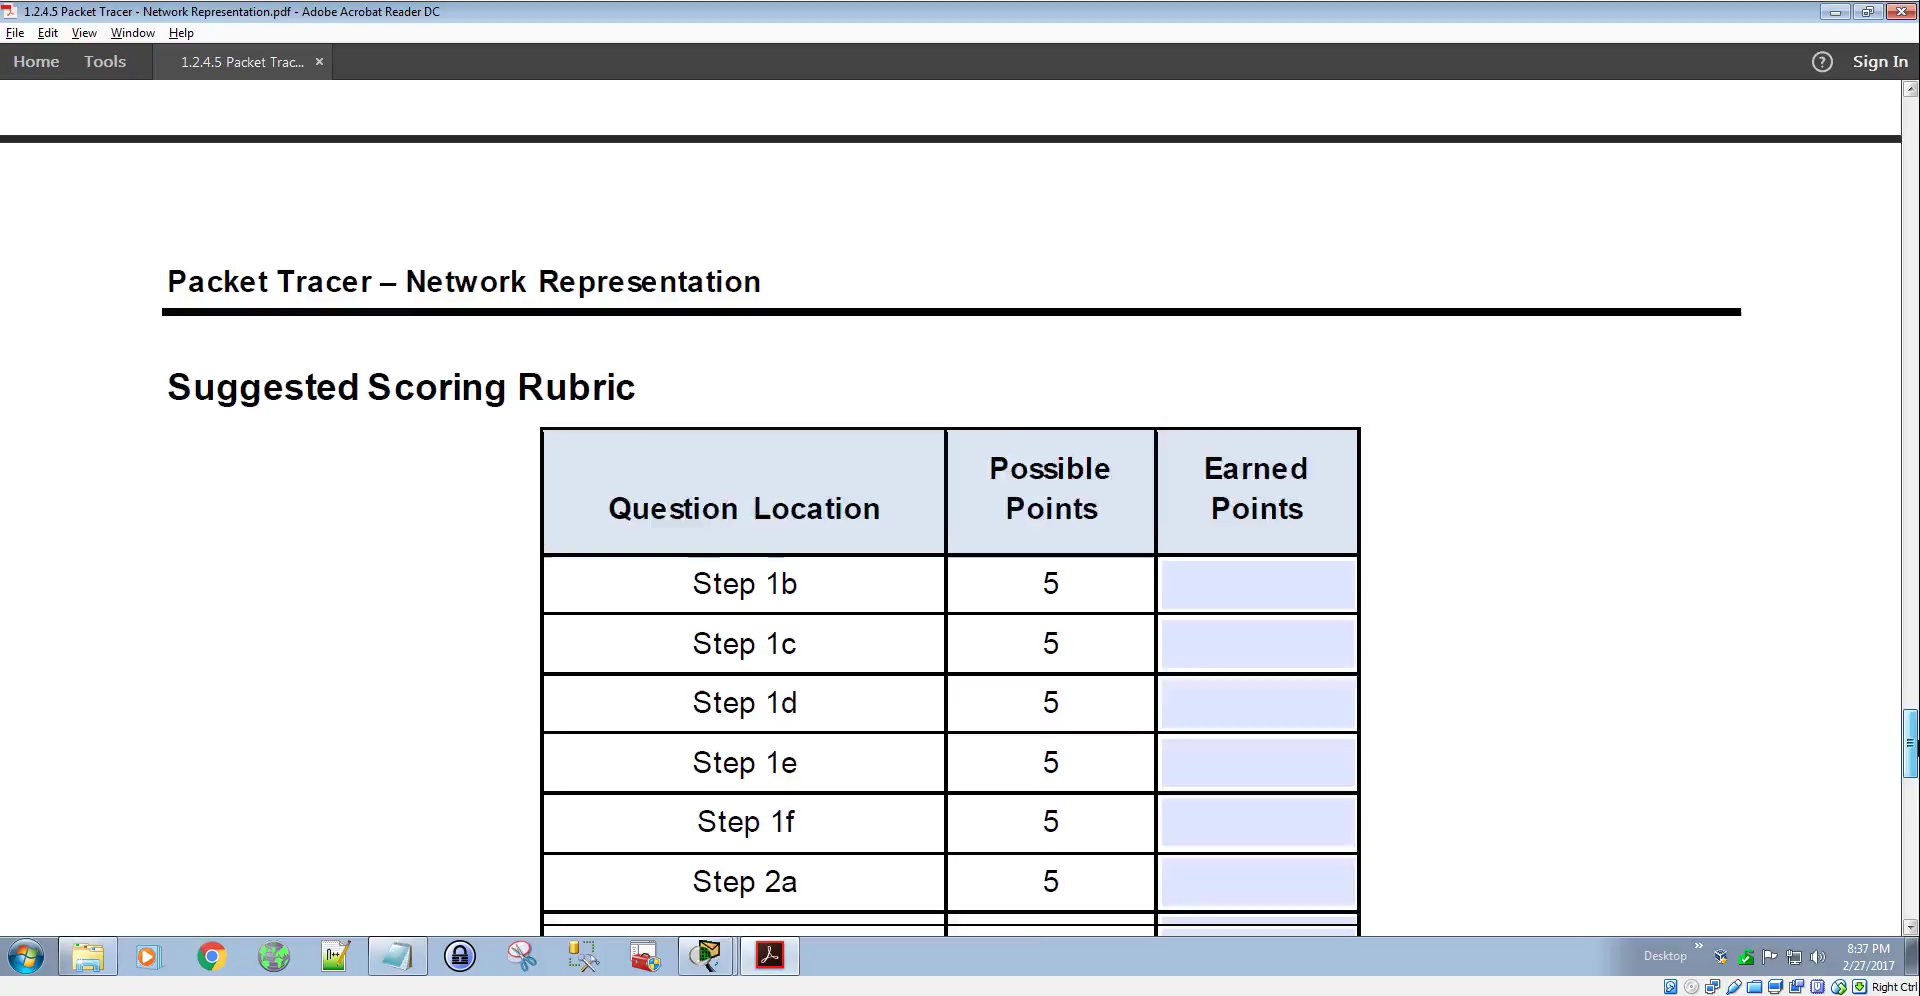 1.2.4.5 Packet Tracer - Network Representation.pdf - Adobe Acrobat Reader DC
File Edit View Window Help
Home Tools 1.2.4.5 Packet Trac... × ? Sign In
Packet Tracer – Network Representation
Suggested Scoring Rubric
Question Location Possible Points Earned Points
Step 1b 5
Step 1c 5
Step 1d 5
Step 1e 5
Step 1f 5
Step 2a 5
Desktop » 8:37 PM
2/27/2017
Right Ctrl